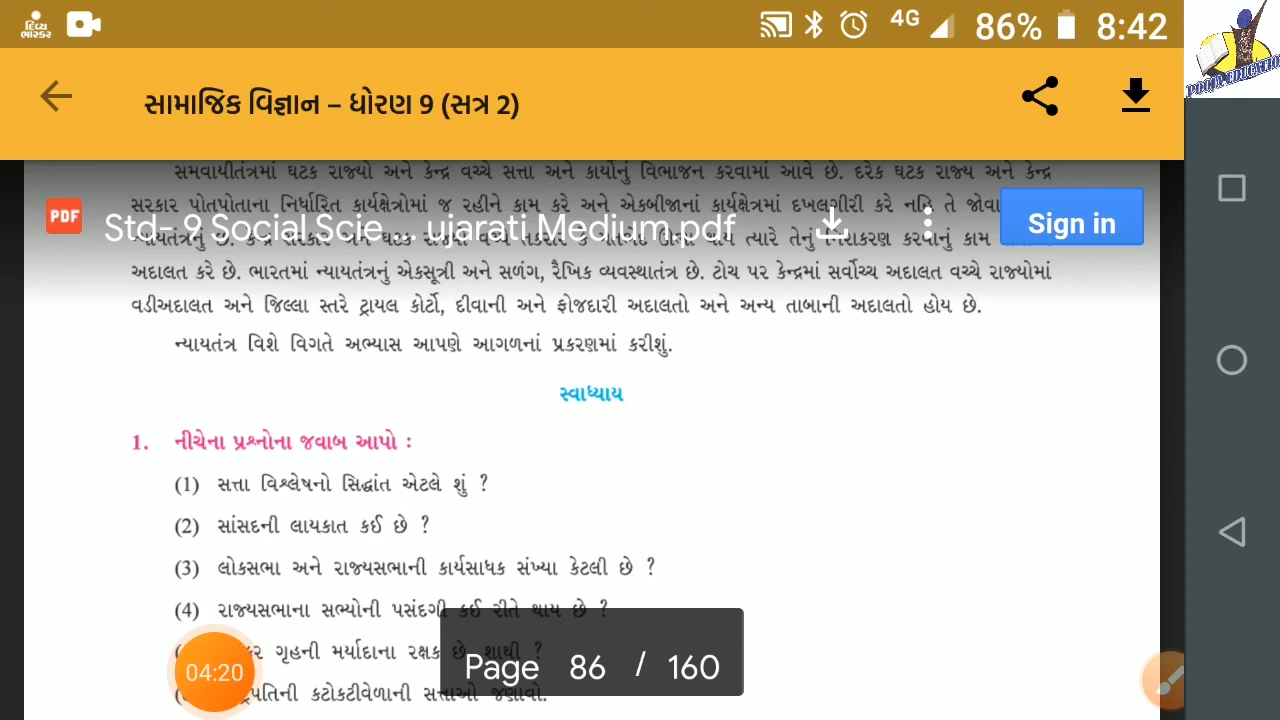 દિવ્ય ભાસ્કર
4G 86% 8:42
સામાજિક વિજ્ઞાન – ધોરણ 9 (સત્ર 2)
સમવાયીતંત્રમાં ઘટક રાજ્યો અને કેન્દ્ર વચ્ચે સત્તા અને કાર્યોનું વિભાજન કરવામાં આવે છે. દરેક ઘટક રાજ્ય અને કેન્દ્ર
સરકાર પોતપોતાના નિર્ધારિત કાર્યક્ષેત્રોમાં જ રહીને કામ કરે અને એકબીજાનાં કાર્યક્ષેત્રમાં દખલગીરી કરે નહિ તે
PDF
Std- 9 Social Scie ... ujarati Medium.pdf
Sign in
ત્યારે તેનું નિરાકરણ કરવાનું કામ
અદાલત કરે છે. ભારતમાં ન્યાયતંત્રનું એકસૂત્રી અને સળંગ, રૈખિક વ્યવસ્થાતંત્ર છે. ટોચ પર કેન્દ્રમાં સર્વોચ્ચ અદાલત વચ્ચે રાજ્યોમાં
વડીઅદાલત અને જિલ્લા સ્તરે ટ્રાયલ કોર્ટો, દીવાની અને ફોજદારી અદાલતો અને અન્ય તાબાની અદાલતો હોય છે.
ન્યાયતંત્ર વિશે વિગતે અભ્યાસ આપણે આગળનાં પ્રકરણમાં કરીશું.
સ્વાધ્યાય
1. નીચેના પ્રશ્નોના જવાબ આપો :
(1) સત્તા વિશ્લેષનો સિદ્ધાંત એટલે શું ?
(2) સાંસદની લાયકાત કઈ છે ?
(3) લોકસભા અને રાજ્યસભાની કાર્યસાધક સંખ્યા કેટલી છે ?
(4) રાજ્યસભાના સભ્યોની પસંદગી કઈ રીતે થાય છે ?
ગૃહની મર્યાદાના રક્ષક છે. શાથી ?
Page 86 / 160
04:20
કટોકટીવેળાની સત્તાઓ જણાવો.